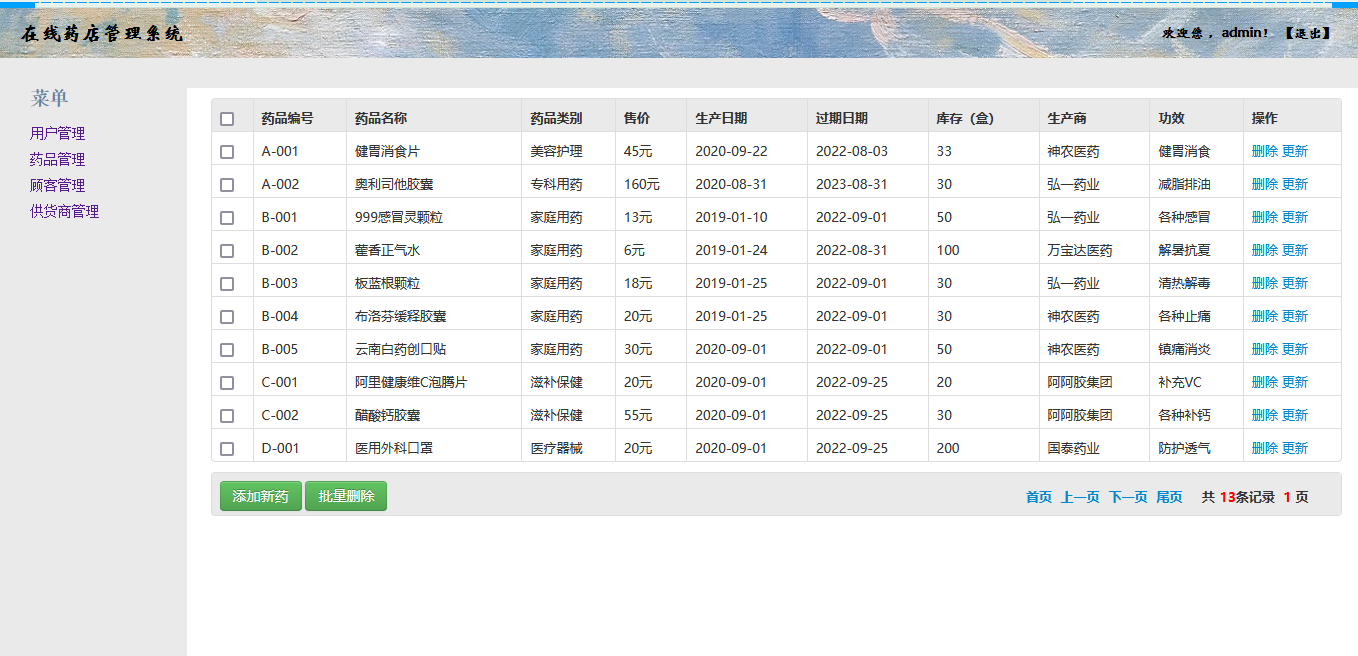 在线药店管理系统 欢迎您，admin! 【退出】
菜单
用户管理
药品管理
顾客管理
供货商管理
药品编号 药品名称 药品类别 售价 生产日期 过期日期 库存（盒） 生产商 功效 操作
A-001 健胃消食片 美容护理 45元 2020-09-22 2022-08-03 33 神农医药 健胃消食 删除 更新
A-002 奥利司他胶囊 专科用药 160元 2020-08-31 2023-08-31 30 弘一药业 减脂排油 删除 更新
B-001 999感冒灵颗粒 家庭用药 13元 2019-01-10 2022-09-01 50 弘一药业 各种感冒 删除 更新
B-002 藿香正气水 家庭用药 6元 2019-01-24 2022-08-31 100 万宝达医药 解暑抗夏 删除 更新
B-003 板蓝根颗粒 家庭用药 18元 2019-01-25 2022-09-01 30 弘一药业 清热解毒 删除 更新
B-004 布洛芬缓释胶囊 家庭用药 20元 2019-01-25 2022-09-01 30 神农医药 各种止痛 删除 更新
B-005 云南白药创口贴 家庭用药 30元 2020-09-01 2022-09-01 50 神农医药 镇痛消炎 删除 更新
C-001 阿里健康维C泡腾片 滋补保健 20元 2020-09-01 2022-09-25 20 阿阿胶集团 补充VC 删除 更新
C-002 醋酸钙胶囊 滋补保健 55元 2020-09-01 2022-09-25 30 阿阿胶集团 各种补钙 删除 更新
D-001 医用外科口罩 医疗器械 20元 2020-09-01 2022-09-25 200 国泰药业 防护透气 删除 更新
添加新药 批量删除 首页 上一页 下一页 尾页 共 13条记录 1 页